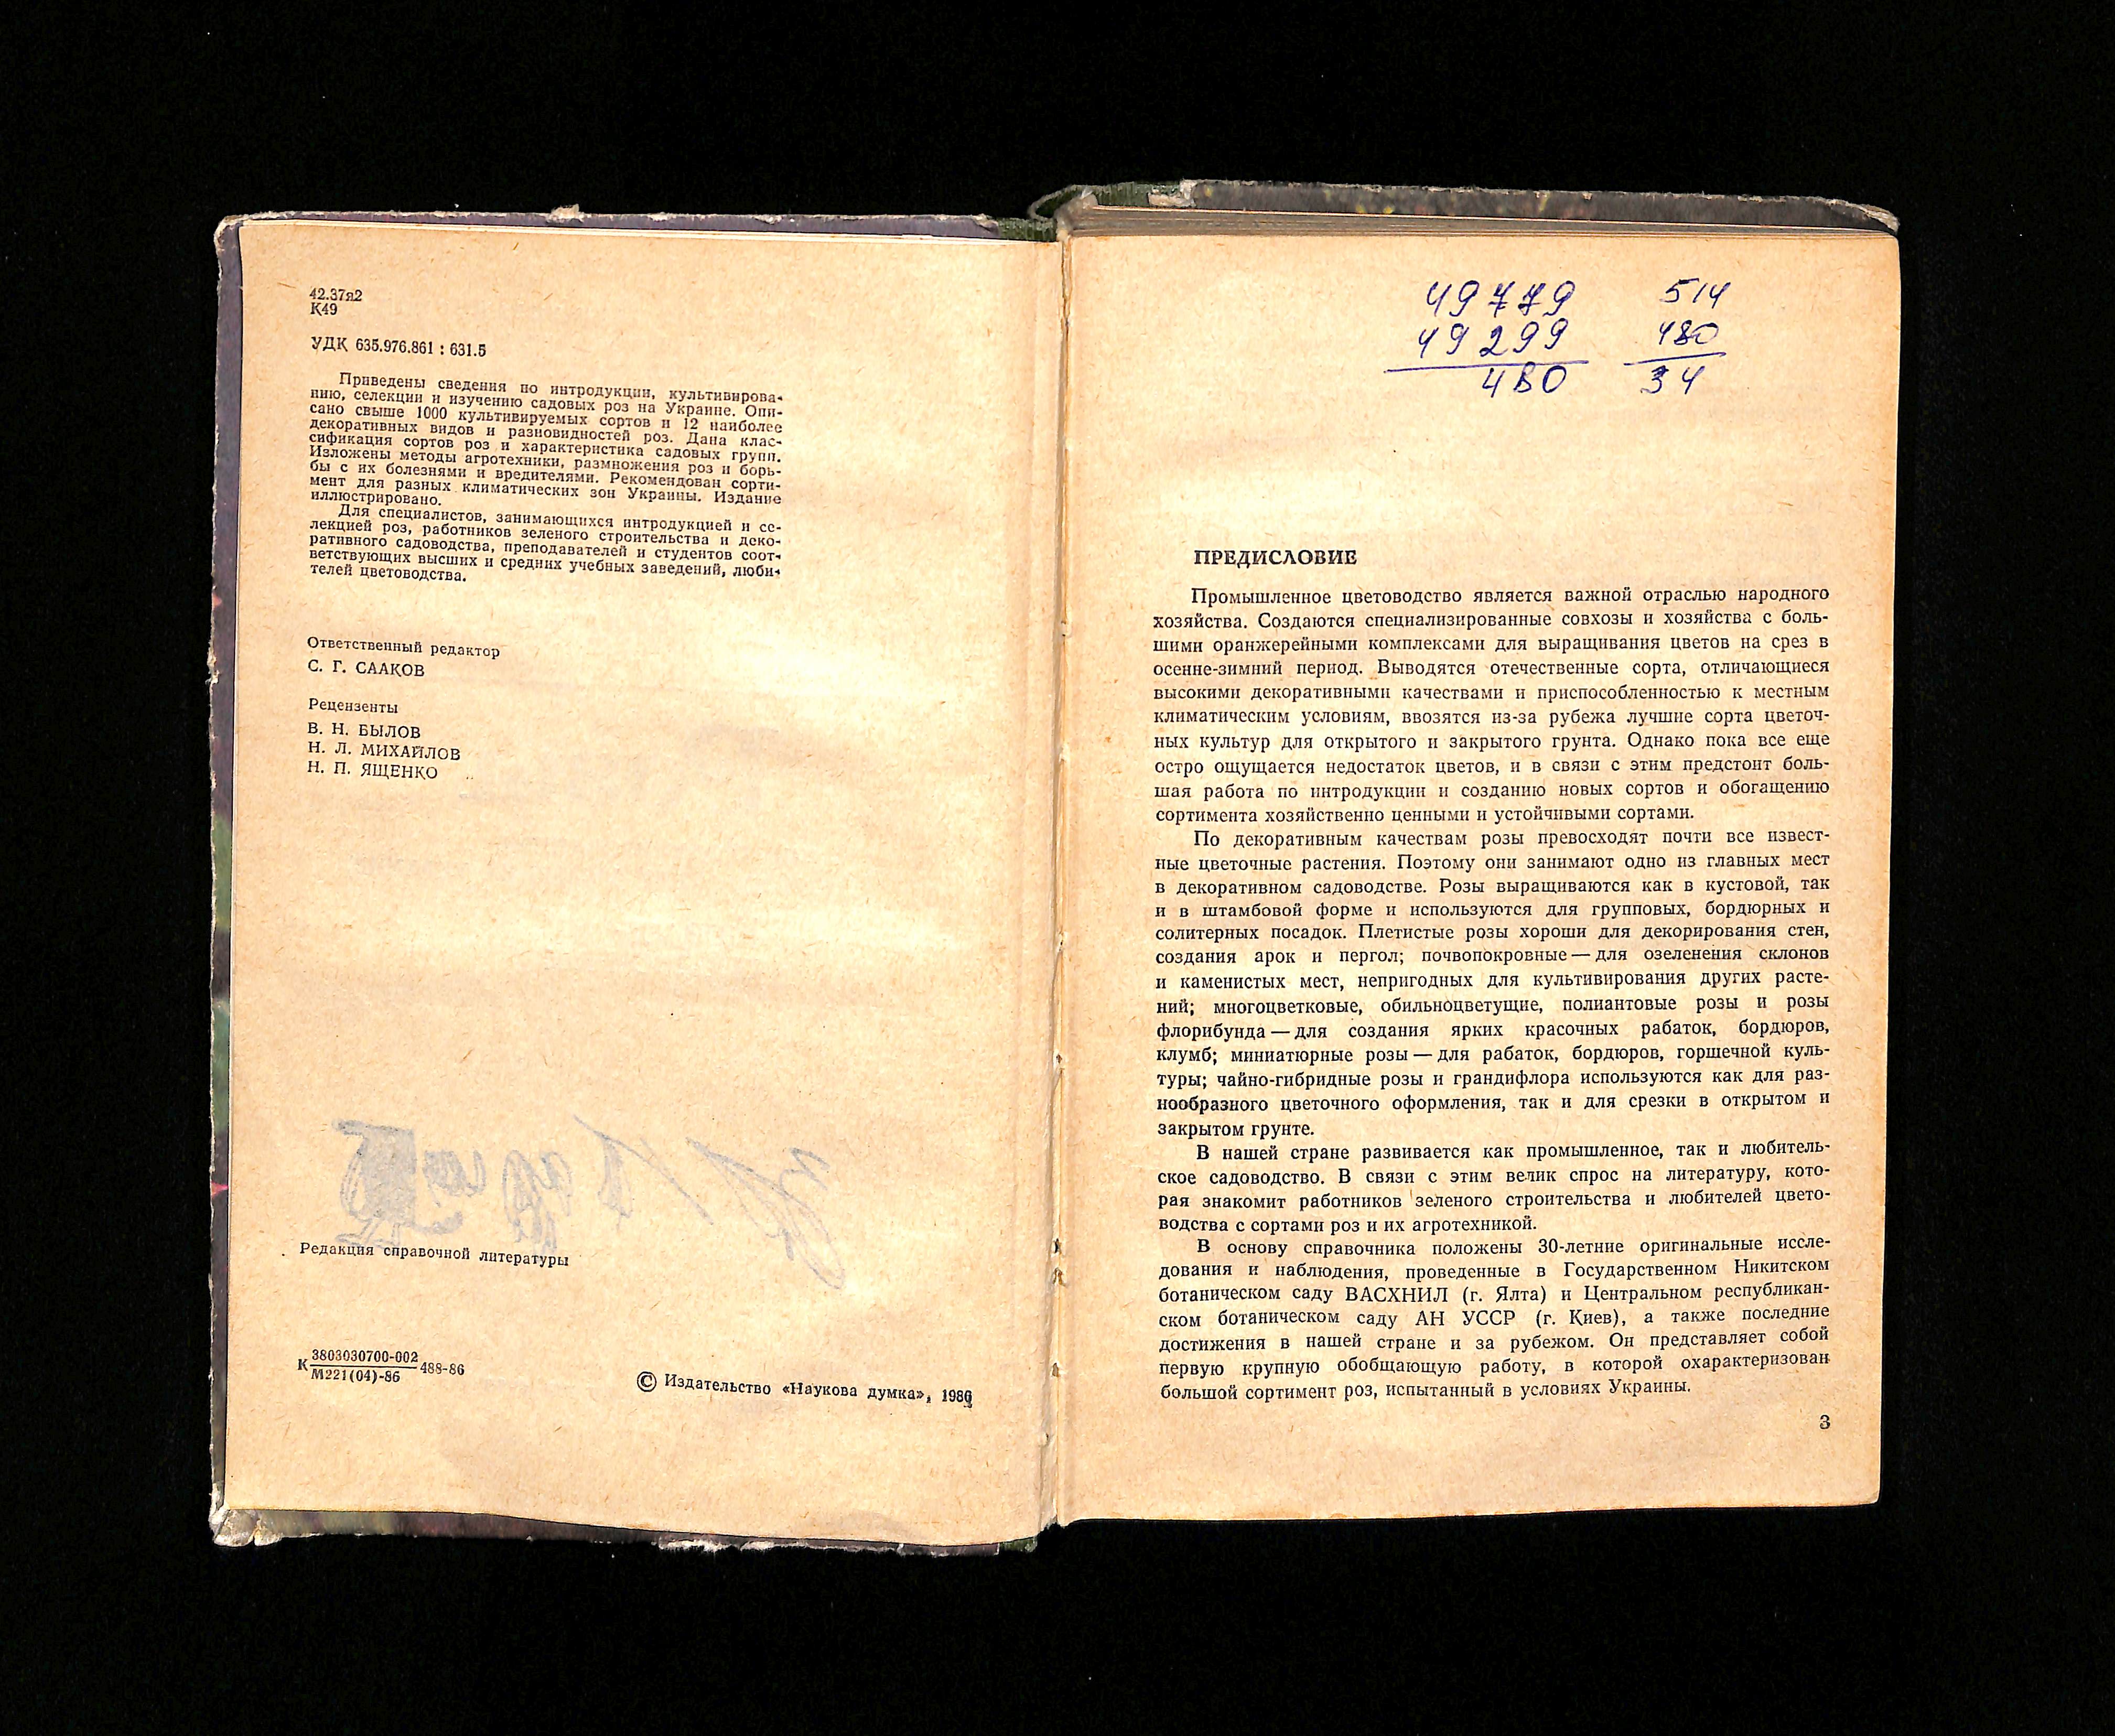 42.37я2
К49
УДК 635.976.861 : 631.5
Приведены сведения по интродукции, культивирова-
нию, селекции и изучению садовых роз на Украине. Опи-
сано свыше 1000 культивируемых сортов и 12 наиболее
декоративных видов и разновидностей роз. Дана клас-
сификация сортов роз и характеристика садовых групп.
Изложены методы агротехники, размножения роз и борь-
бы с их болезнями и вредителями. Рекомендован сорти-
мент для разных климатических зон Украины. Издание
иллюстрировано.
Для специалистов, занимающихся интродукцией и се-
лекцией роз, работников зеленого строительства и деко-
ративного садоводства, преподавателей и студентов соот-
ветствующих высших и средних учебных заведений, люби-
телей цветоводства.
Ответственный редактор
С. Г. СААКОВ
Рецензенты
В. Н. БЫЛОВ
Н. Л. МИХАЙЛОВ
Н. П. ЯЩЕНКО
Редакция справочной литературы
К 3803030700-002 488-86
М221(04)-86
© Издательство «Наукова думка», 1986
49779 514
49299 480
480 34
ПРЕДИСЛОВИЕ
Промышленное цветоводство является важной отраслью народного
хозяйства. Создаются специализированные совхозы и хозяйства с боль-
шими оранжерейными комплексами для выращивания цветов на срез в
осенне-зимний период. Выводятся отечественные сорта, отличающиеся
высокими декоративными качествами и приспособленностью к местным
климатическим условиям, ввозятся из-за рубежа лучшие сорта цветоч-
ных культур для открытого и закрытого грунта. Однако пока все еще
остро ощущается недостаток цветов, и в связи с этим предстоит боль-
шая работа по интродукции и созданию новых сортов и обогащению
сортимента хозяйственно ценными и устойчивыми сортами.
По декоративным качествам розы превосходят почти все извест-
ные цветочные растения. Поэтому они занимают одно из главных мест
в декоративном садоводстве. Розы выращиваются как в кустовой, так
и в штамбовой форме и используются для групповых, бордюрных и
солитерных посадок. Плетистые розы хороши для декорирования стен,
создания арок и пергол; почвопокровные — для озеленения склонов
и каменистых мест, непригодных для культивирования других расте-
ний; многоцветковые, обильноцветущие, полиантовые розы и розы
флорибунда — для создания ярких красочных рабаток, бордюров,
клумб; миниатюрные розы — для рабаток, бордюров, горшечной куль-
туры; чайно-гибридные розы и грандифлора используются как для раз-
нообразного цветочного оформления, так и для срезки в открытом и
закрытом грунте.
В нашей стране развивается как промышленное, так и любитель-
ское садоводство. В связи с этим велик спрос на литературу, кото-
рая знакомит работников зеленого строительства и любителей цвето-
водства с сортами роз и их агротехникой.
В основу справочника положены 30-летние оригинальные иссле-
дования и наблюдения, проведенные в Государственном Никитском
ботаническом саду ВАСХНИЛ (г. Ялта) и Центральном республикан-
ском ботаническом саду АН УССР (г. Киев), а также последние
достижения в нашей стране и за рубежом. Он представляет собой
первую крупную обобщающую работу, в которой охарактеризован
большой сортимент роз, испытанный в условиях Украины.
3